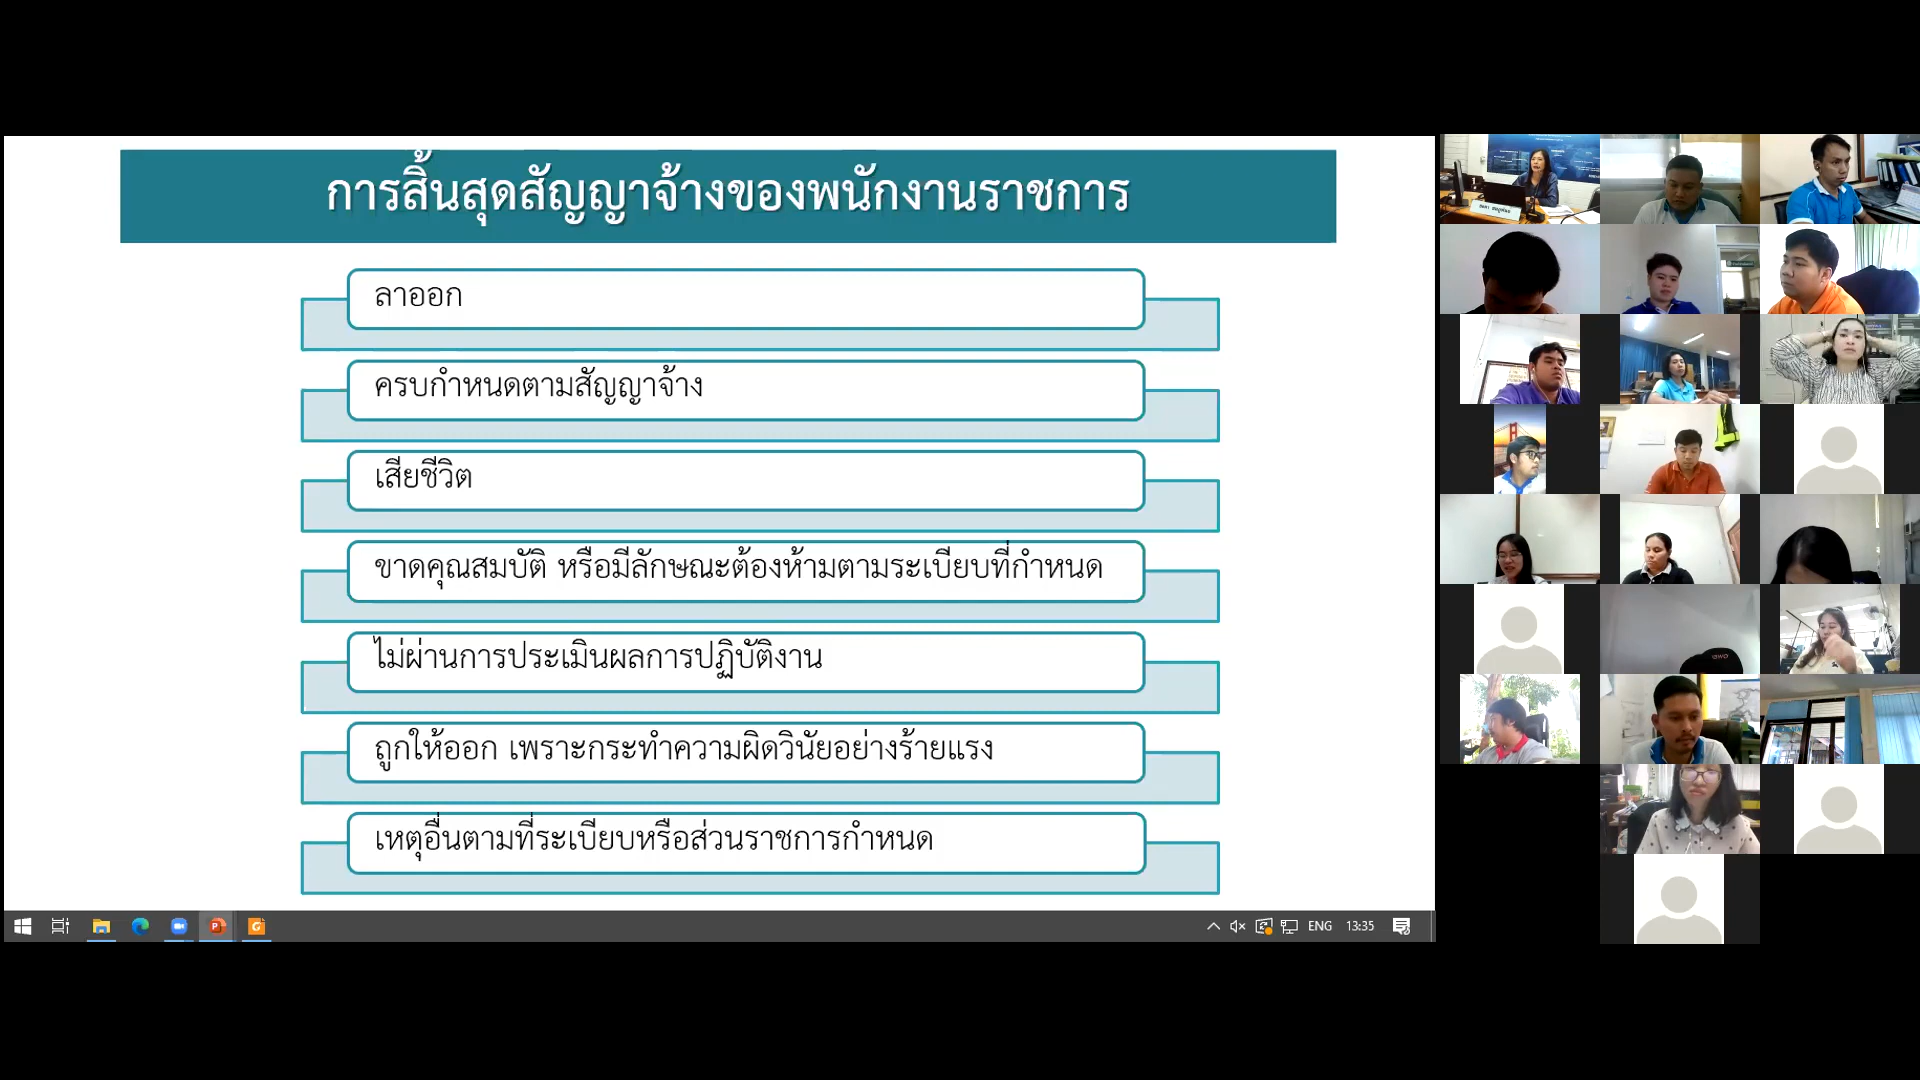 การสิ้นสุดสัญญาจ้างของพนักงานราชการ
ลาออก
ครบกำหนดตามสัญญาจ้าง
เสียชีวิต
ขาดคุณสมบัติ หรือมีลักษณะต้องห้ามตามระเบียบที่กำหนด
ไม่ผ่านการประเมินผลการปฏิบัติงาน
ถูกให้ออก เพราะกระทำความผิดวินัยอย่างร้ายแรง
เหตุอื่นตามที่ระเบียบหรือส่วนราชการกำหนด
ENG 13:35